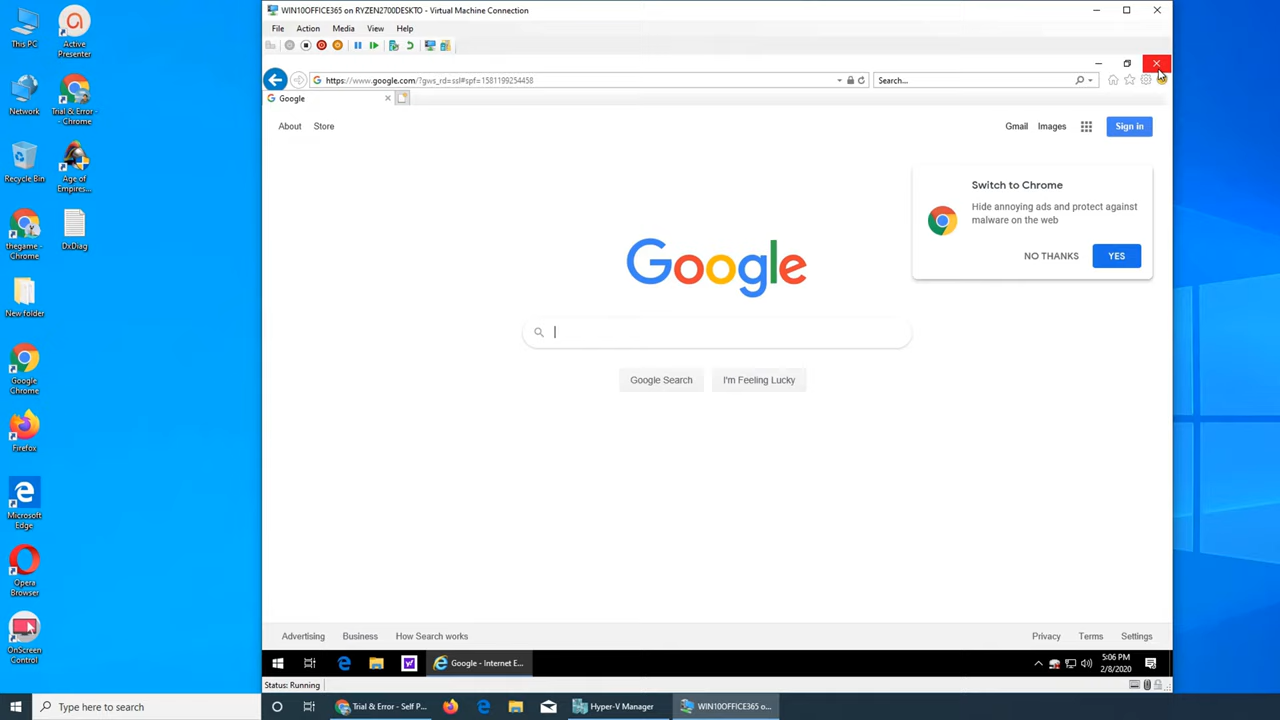 WIN10OFFICE365 on RYZEN2700DESKTO - Virtual Machine Connection
File Action Media View Help
https://www.google.com/?gws_rd=ssl#spf=1581199254458
Search...
Google
About Store
Gmail Images Sign in
Switch to Chrome
Hide annoying ads and protect against
malware on the web
NO THANKS YES
Google
Google Search I'm Feeling Lucky
Advertising Business How Search works
Privacy Terms Settings
Google - Internet E...
5:06 PM
2/8/2020
Status: Running
This PC
Active
Presenter
Network
Trial & Error
- Chrome
Recycle Bin
Age of
Empires...
thegame -
Chrome
DxDiag
New folder
Google
Chrome
Firefox
Microsoft
Edge
Opera
Browser
OnScreen
Control
Type here to search
Trial & Error - Self P...
Hyper-V Manager
WIN10OFFICE365 o...